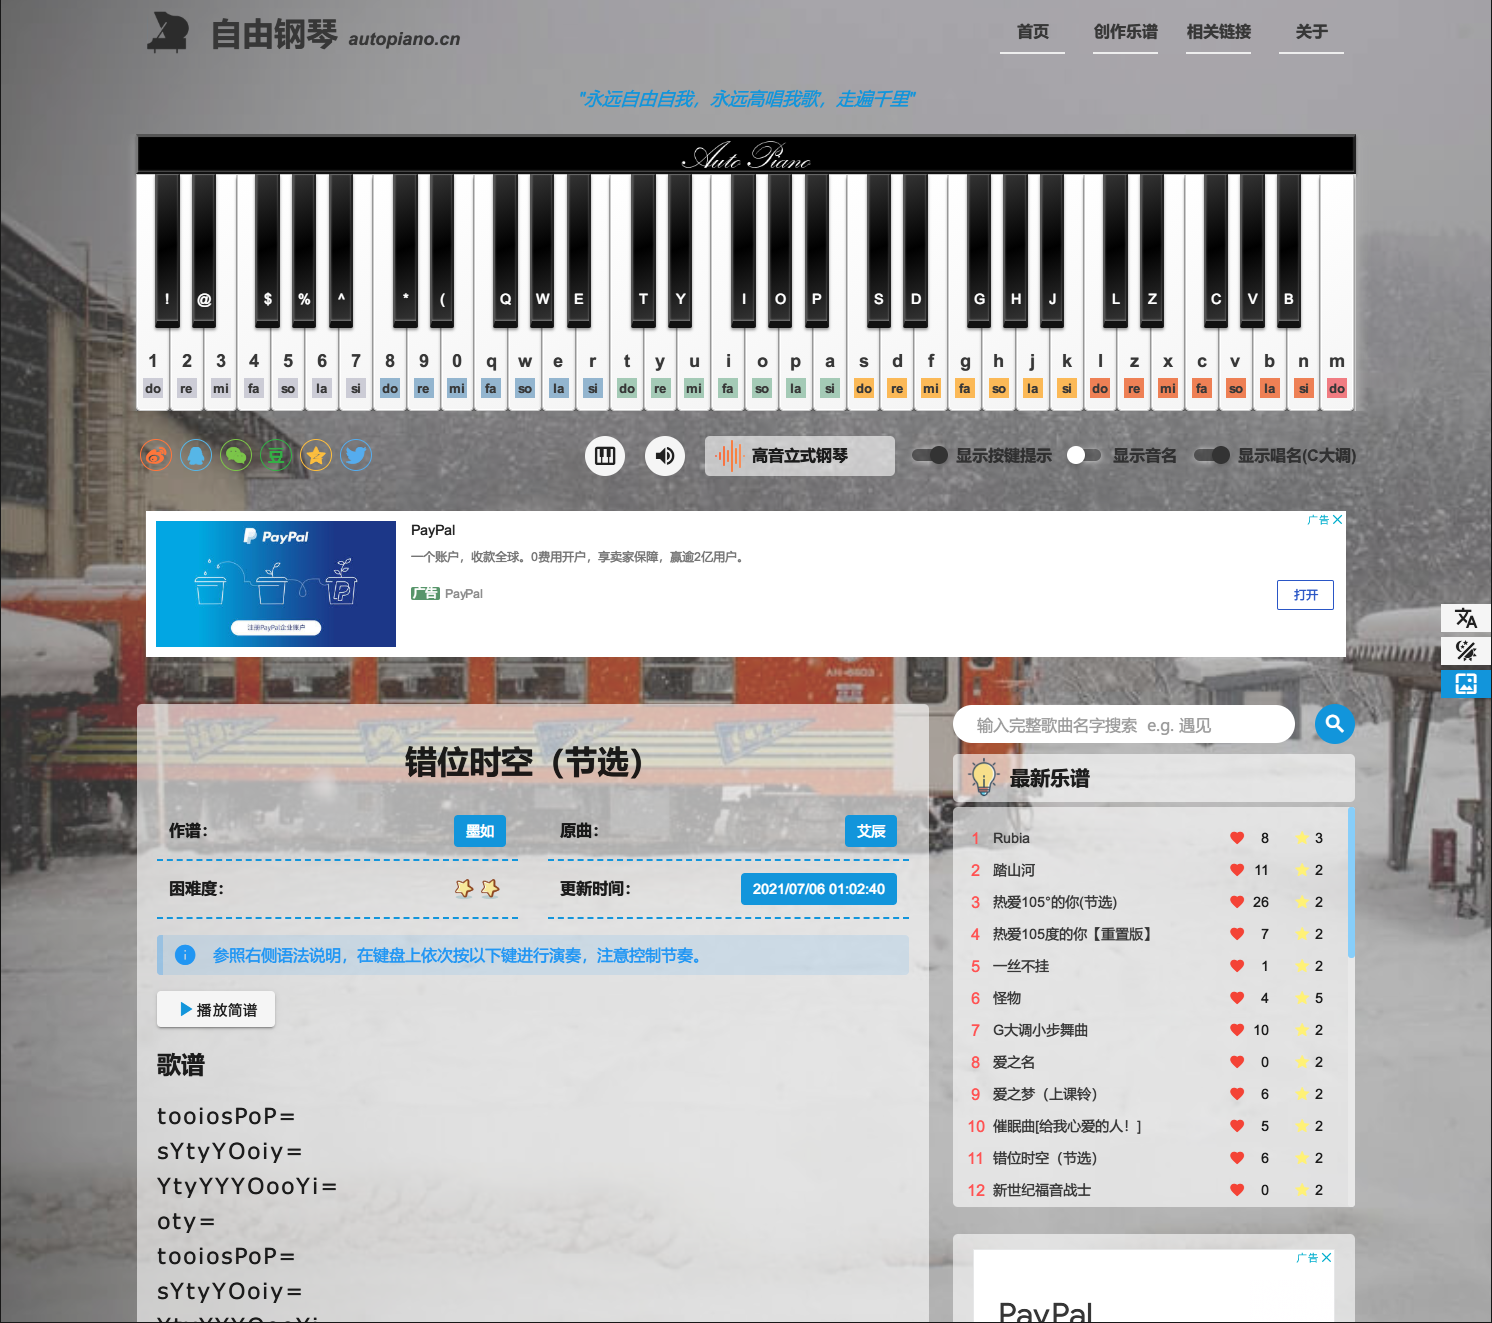 自由钢琴 autopiano.cn
首页 创作乐谱 相关链接 关于
"永远自由自我，永远高唱我歌，走遍千里"
Auto Piano
! @ $ % ^ * ( Q W E T Y I O P S D G H J L Z C V B
1 2 3 4 5 6 7 8 9 0 q w e r t y u i o p a s d f g h j k l z x c v b n m
do re mi fa so la si do re mi fa so la si do re mi fa so la si do re mi fa so la si do re mi fa so la si do
豆
高音立式钢琴 显示按键提示 显示音名 显示唱名(C大调)
PayPal
注册PayPal企业账户
PayPal
广告
一个账户，收款全球。0费用开户，享卖家保障，赢逾2亿用户。
广告 PayPal
打开
文A
错位时空（节选）
作谱： 墨如 原曲： 艾辰
困难度： 更新时间： 2021/07/06 01:02:40
参照右侧语法说明，在键盘上依次按以下键进行演奏，注意控制节奏。
播放简谱
歌谱
tooiosPoP=
sYtyYOoiy=
YtyYYYOooYi=
oty=
tooiosPoP=
sYtyYOoiy=
YtyYYYOooYi=
输入完整歌曲名字搜索 e.g. 遇见
最新乐谱
1 Rubia 8 3
2 踏山河 11 2
3 热爱105°的你(节选) 26 2
4 热爱105度的你【重置版】 7 2
5 一丝不挂 1 2
6 怪物 4 5
7 G大调小步舞曲 10 2
8 爱之名 0 2
9 爱之梦（上课铃） 6 2
10 催眠曲[给我心爱的人！] 5 2
11 错位时空（节选） 6 2
12 新世纪福音战士 0 2
广告
PayPal